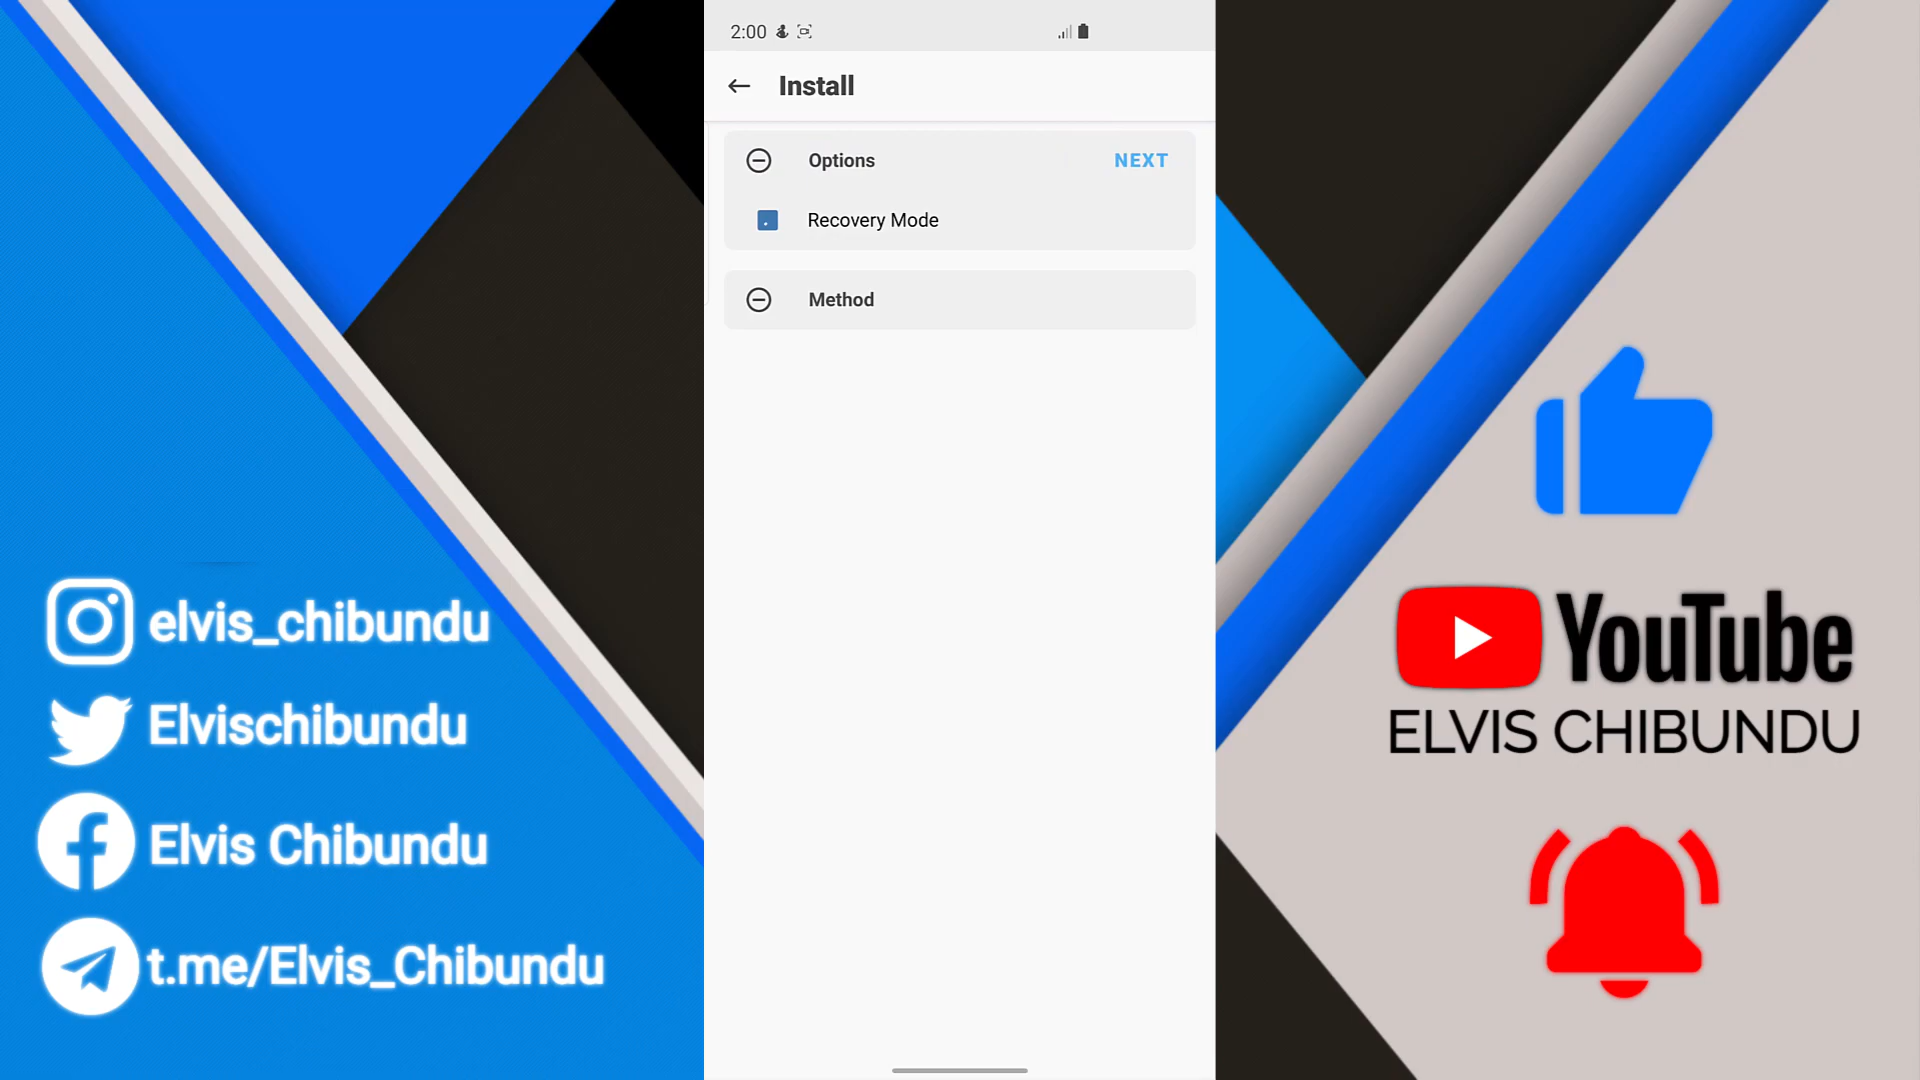 2:00
Install
Options
NEXT
Recovery Mode
Method
elvis_chibundu
Elvischibundu
Elvis Chibundu
t.me/Elvis_Chibundu
YouTube
ELVIS CHIBUNDU